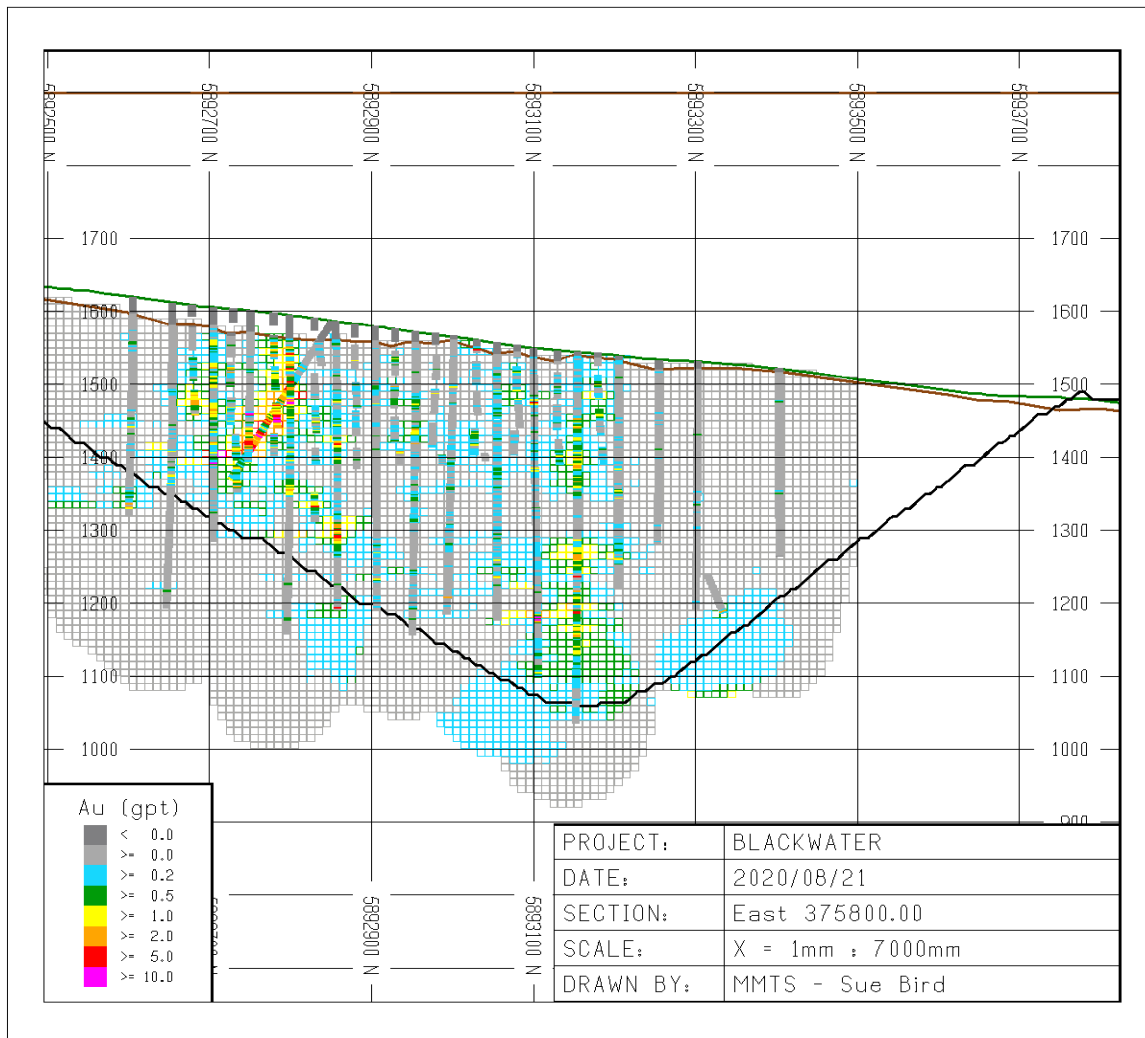 5892500 N
5892700 N
5892900 N
5893100 N
5893300 N
5893500 N
5893700 N
1700 1700
1600 1600
1500 1500
1400 1400
1300 1300
1200 1200
1100 1100
1000 1000
900
Au (gpt)
< 0.0
>= 0.0
>= 0.2
>= 0.5
>= 1.0
>= 2.0
>= 5.0
>= 10.0
5892900 N
5893100 N
PROJECT: BLACKWATER
DATE: 2020/08/21
SECTION: East 375800.00
SCALE: X = 1mm : 7000mm
DRAWN BY: MMTS - Sue Bird